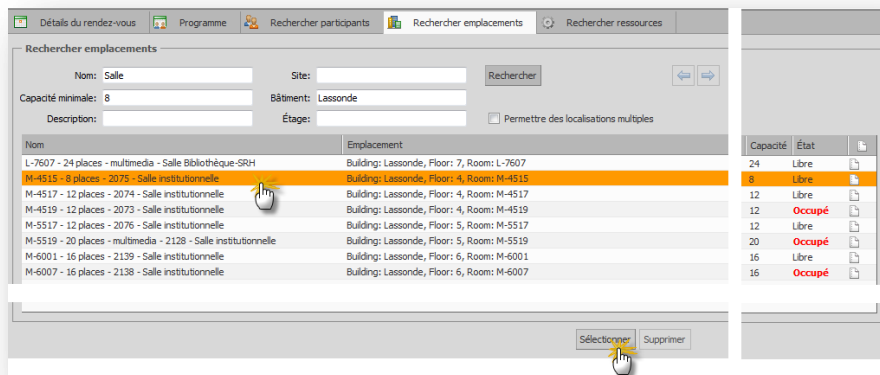 Détails du rendez-vous Programme Rechercher participants Rechercher emplacements Rechercher ressources
Rechercher emplacements
Nom: Salle Site: Rechercher
Capacité minimale: 8 Bâtiment: Lassonde
Description: Étage: Permettre des localisations multiples
Nom Emplacement Capacité État
L-7607 - 24 places - multimedia - Salle Bibliothèque-SRH Building: Lassonde, Floor: 7, Room: L-7607 24 Libre
M-4515 - 8 places - 2075 - Salle institutionnelle Building: Lassonde, Floor: 4, Room: M-4515 8 Libre
M-4517 - 12 places - 2074 - Salle institutionnelle Building: Lassonde, Floor: 4, Room: M-4517 12 Libre
M-4519 - 12 places - 2073 - Salle institutionnelle Building: Lassonde, Floor: 4, Room: M-4519 12 Occupé
M-5517 - 12 places - 2076 - Salle institutionnelle Building: Lassonde, Floor: 5, Room: M-5517 12 Libre
M-5519 - 20 places - multimedia - 2128 - Salle institutionnelle Building: Lassonde, Floor: 5, Room: M-5519 20 Occupé
M-6001 - 16 places - 2139 - Salle institutionnelle Building: Lassonde, Floor: 6, Room: M-6001 16 Libre
M-6007 - 16 places - 2138 - Salle institutionnelle Building: Lassonde, Floor: 6, Room: M-6007 16 Occupé
Sélectionner Supprimer